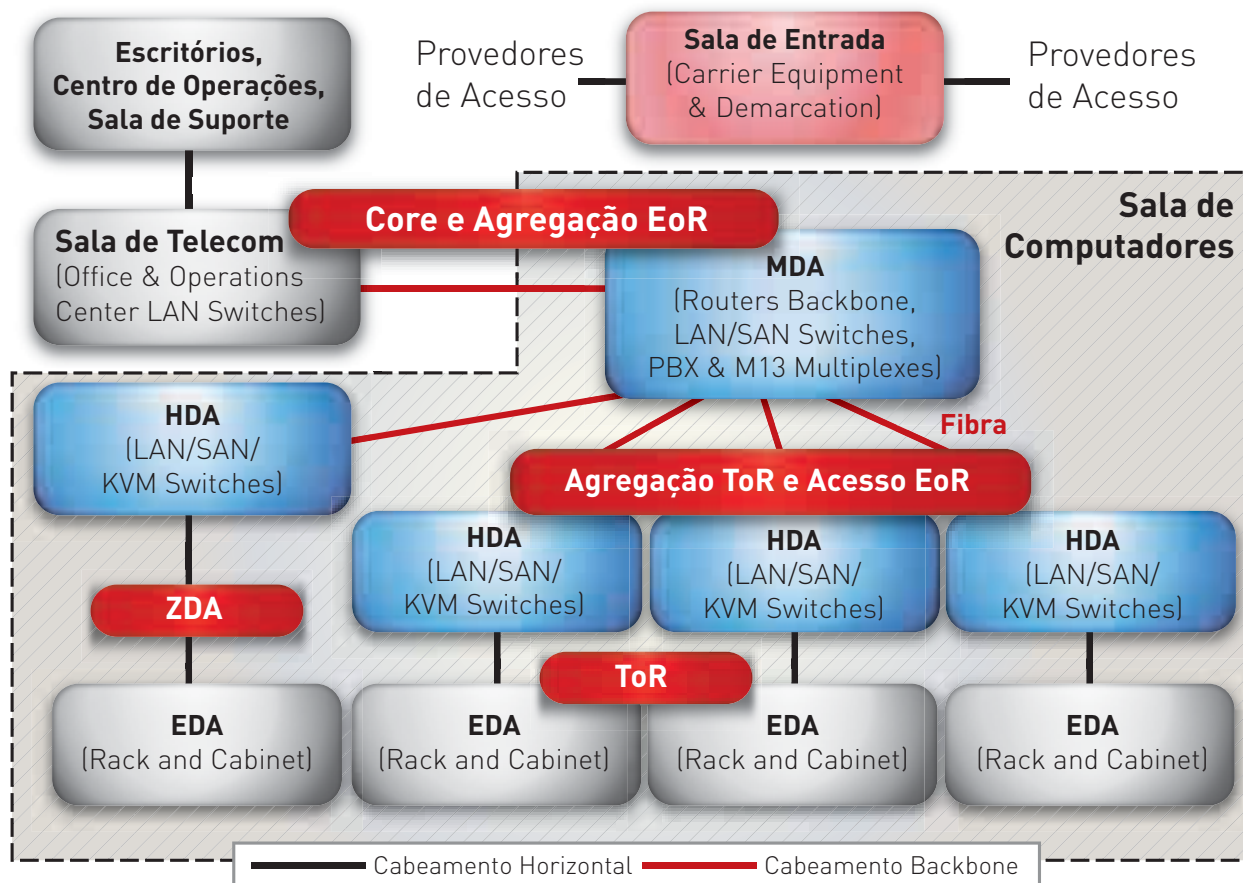 Escritórios,
Centro de Operações,
Sala de Suporte
Provedores
de Acesso
Sala de Entrada
(Carrier Equipment
& Demarcation)
Provedores
de Acesso
Core e Agregação EoR
Sala de
Computadores
Sala de Telecom
(Office & Operations
Center LAN Switches)
MDA
(Routers Backbone,
LAN/SAN Switches,
PBX & M13 Multiplexes)
HDA
(LAN/SAN/
KVM Switches)
Fibra
Agregação ToR e Acesso EoR
HDA
(LAN/SAN/
KVM Switches)
HDA
(LAN/SAN/
KVM Switches)
HDA
(LAN/SAN/
KVM Switches)
ZDA
ToR
EDA
(Rack and Cabinet)
EDA
(Rack and Cabinet)
EDA
(Rack and Cabinet)
EDA
(Rack and Cabinet)
Cabeamento Horizontal
Cabeamento Backbone